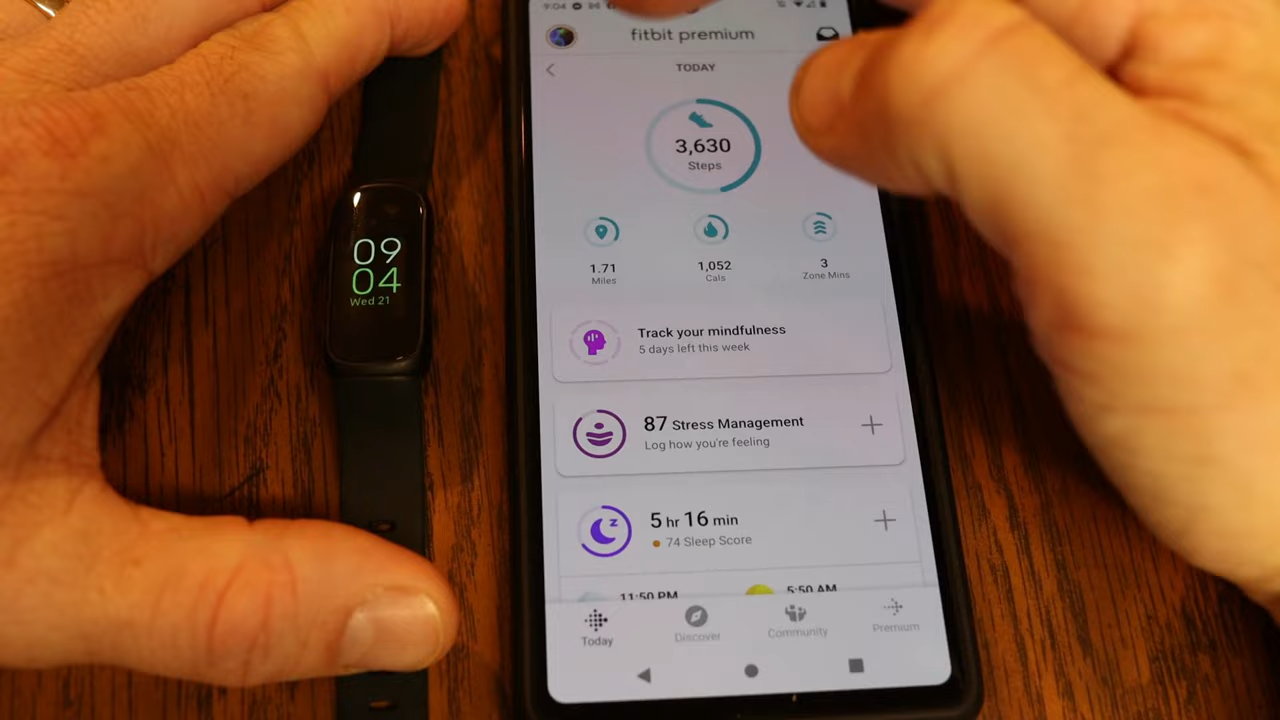 09
04
Wed 21
9:04
fitbit premium
TODAY
3,630
Steps
1.71
Miles
1,052
Cals
3
Zone Mins
Track your mindfulness
5 days left this week
87 Stress Management
Log how you're feeling
5 hr 16 min
74 Sleep Score
11:50 PM
5:50 AM
Today
Discover
Community
Premium